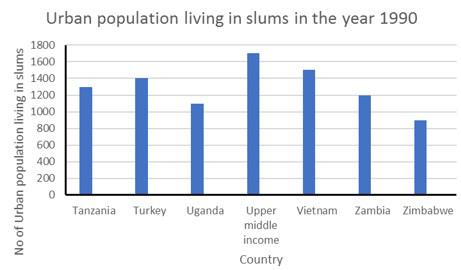 Urban population living in slums in the year 1990
No of Urban population living in slums
1800
1600
1400
1200
1000
800
600
400
200
0
Tanzania
Turkey
Uganda
Upper
middle
income
Vietnam
Zambia
Zimbabwe
Country